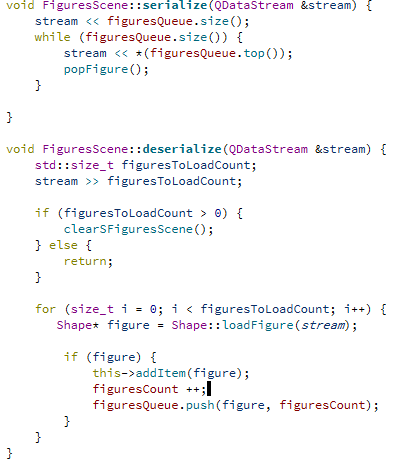 void FiguresScene::serialize(QDataStream &stream) {
    stream << figuresQueue.size();
    while (figuresQueue.size()) {
        stream << *(figuresQueue.top());
        popFigure();
    }

}

void FiguresScene::deserialize(QDataStream &stream) {
    std::size_t figuresToLoadCount;
    stream >> figuresToLoadCount;

    if (figuresToLoadCount > 0) {
        clearSFiguresScene();
    } else {
        return;
    }

    for (size_t i = 0; i < figuresToLoadCount; i++) {
       Shape* figure = Shape::loadFigure(stream);

        if (figure) {
            this->addItem(figure);
            figuresCount ++;
            figuresQueue.push(figure, figuresCount);
        }
    }
}